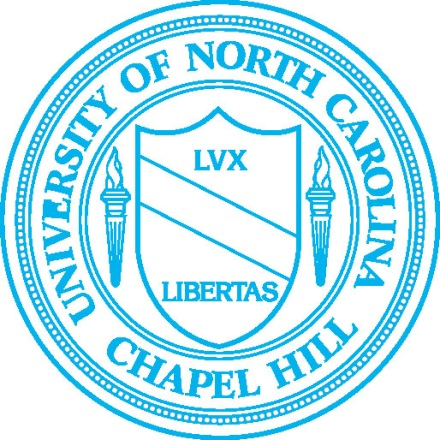 UNIVERSITY OF NORTH CAROLINA
LVX
LIBERTAS
CHAPEL HILL